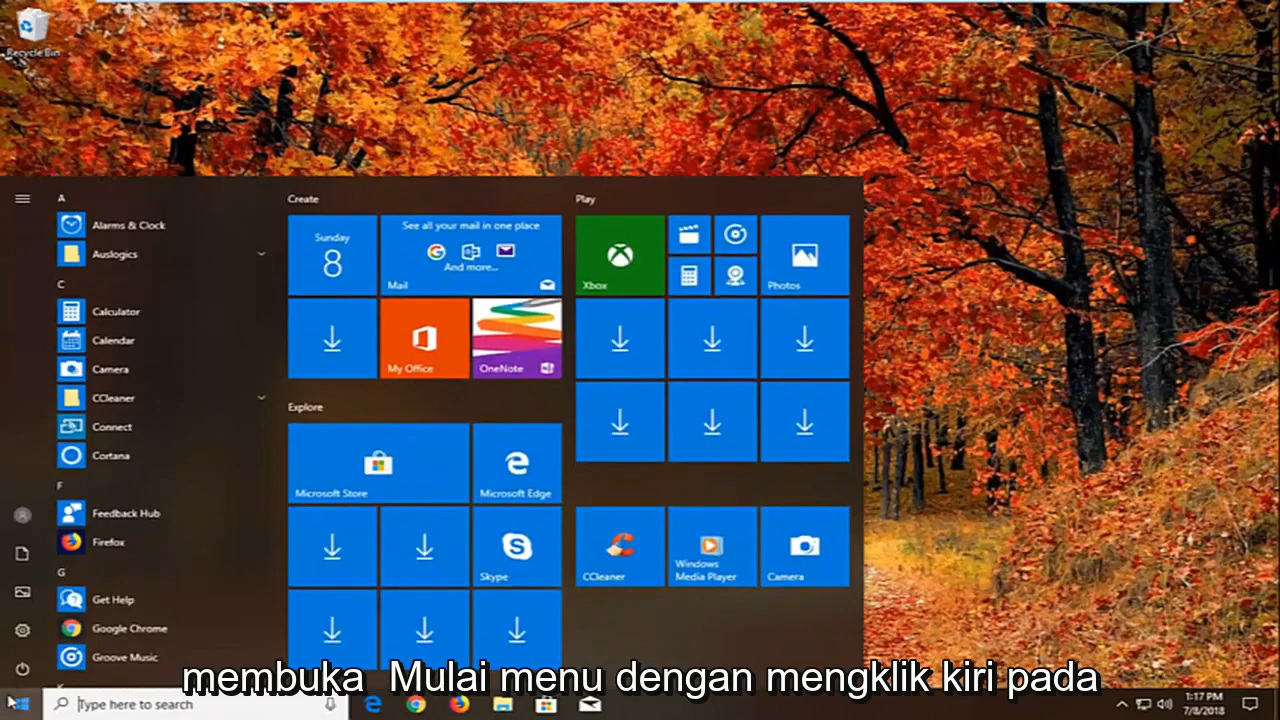 Recycle Bin
A
Alarms & Clock
Auslogics
C
Calculator
Calendar
Camera
CCleaner
Connect
Cortana
F
Feedback Hub
Firefox
G
Get Help
Google Chrome
Groove Music
Create
Sunday
8
See all your mail in one place
And more...
Mail
My Office
OneNote
Explore
Microsoft Store
Microsoft Edge
Skype
Play
Xbox
Photos
CCleaner
Windows
Media Player
Camera
membuka Mulai menu dengan mengklik kiri pada
Type here to search
1:17 PM
7/8/2018